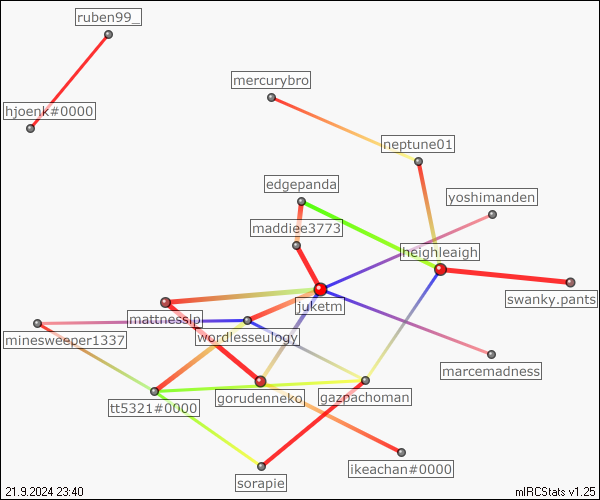 ruben99_
mercurybro
hjoenk#0000
neptune01
edgepanda
yoshimanden
maddiee3773
heighleaigh
swanky.pants
juketm
mattnesslp
wordlesseulogy
minesweeper1337
marcemadness
gorudenneko
gazpachoman
tt5321#0000
ikeachan#0000
sorapie
21.9.2024 23:40
mIRCStats v1.25